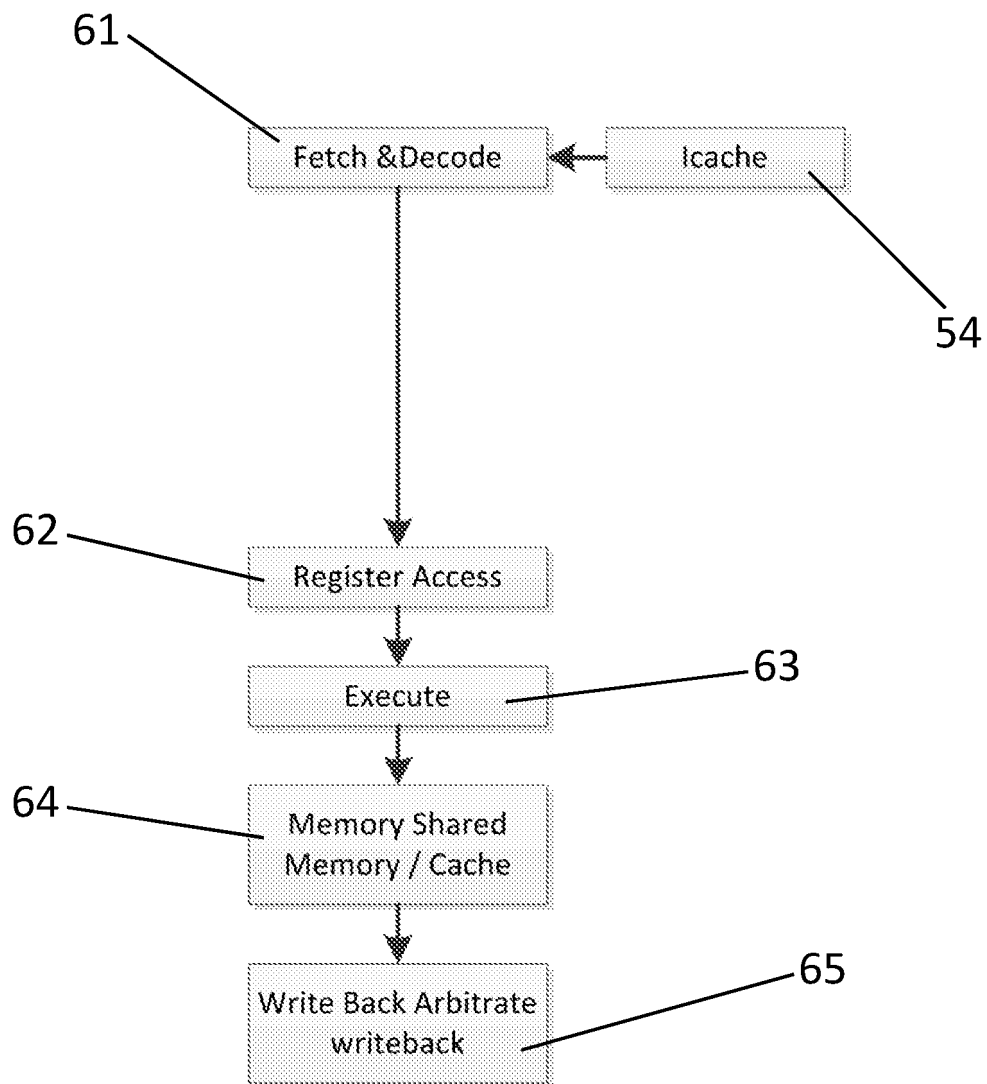 61
Fetch &Decode
Icache
54
62
Register Access
63
Execute
64
Memory Shared
Memory / Cache
65
Write Back Arbitrate
writeback